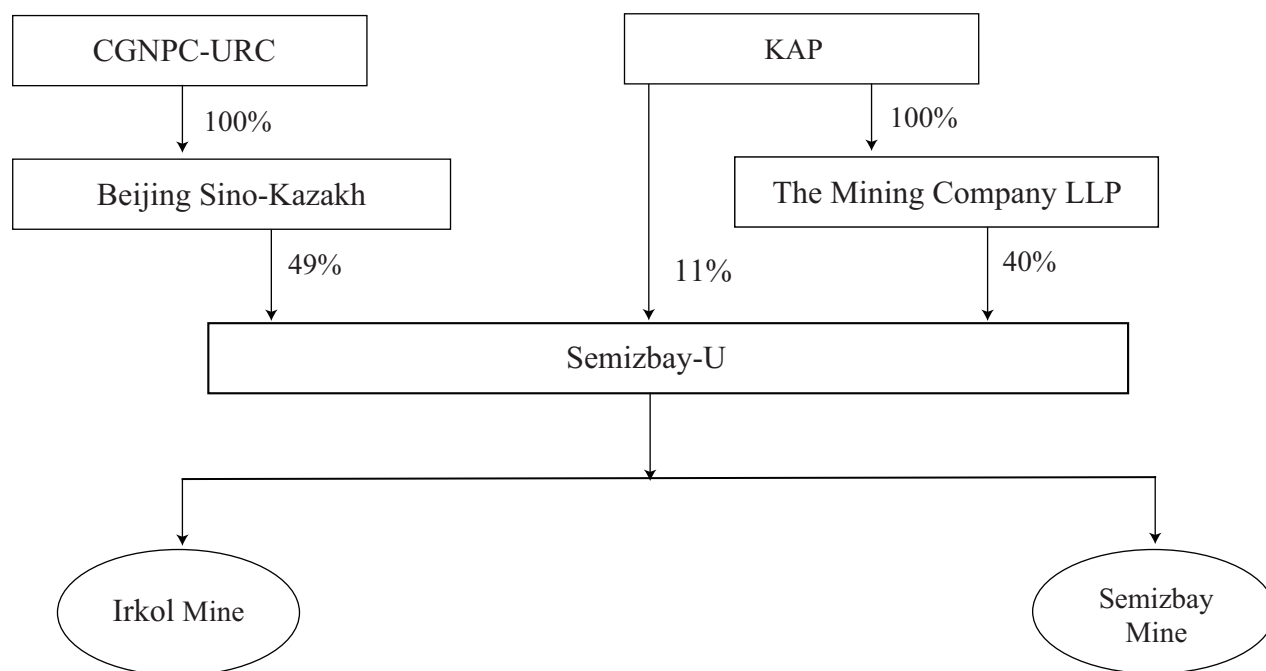 CGNPC-URC
KAP
100%
100%
Beijing Sino-Kazakh
The Mining Company LLP
49%
11%
40%
Semizbay-U
Irkol Mine
Semizbay
Mine